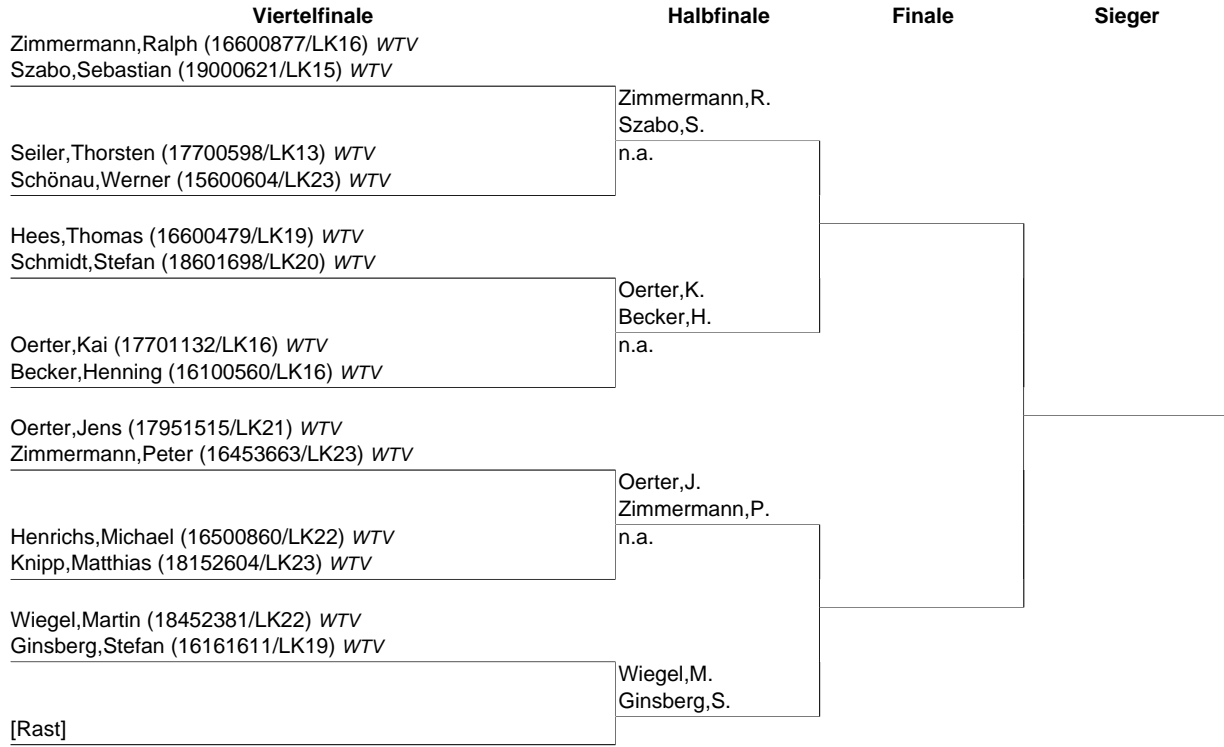 Viertelfinale Halbfinale Finale Sieger
Zimmermann,Ralph (16600877/LK16) WTV
Szabo,Sebastian (19000621/LK15) WTV
Zimmermann,R.
Szabo,S.
n.a.
Seiler,Thorsten (17700598/LK13) WTV
Schönau,Werner (15600604/LK23) WTV
Hees,Thomas (16600479/LK19) WTV
Schmidt,Stefan (18601698/LK20) WTV
Oerter,K.
Becker,H.
n.a.
Oerter,Kai (17701132/LK16) WTV
Becker,Henning (16100560/LK16) WTV
Oerter,Jens (17951515/LK21) WTV
Zimmermann,Peter (16453663/LK23) WTV
Oerter,J.
Zimmermann,P.
n.a.
Henrichs,Michael (16500860/LK22) WTV
Knipp,Matthias (18152604/LK23) WTV
Wiegel,Martin (18452381/LK22) WTV
Ginsberg,Stefan (16161611/LK19) WTV
Wiegel,M.
Ginsberg,S.
[Rast]